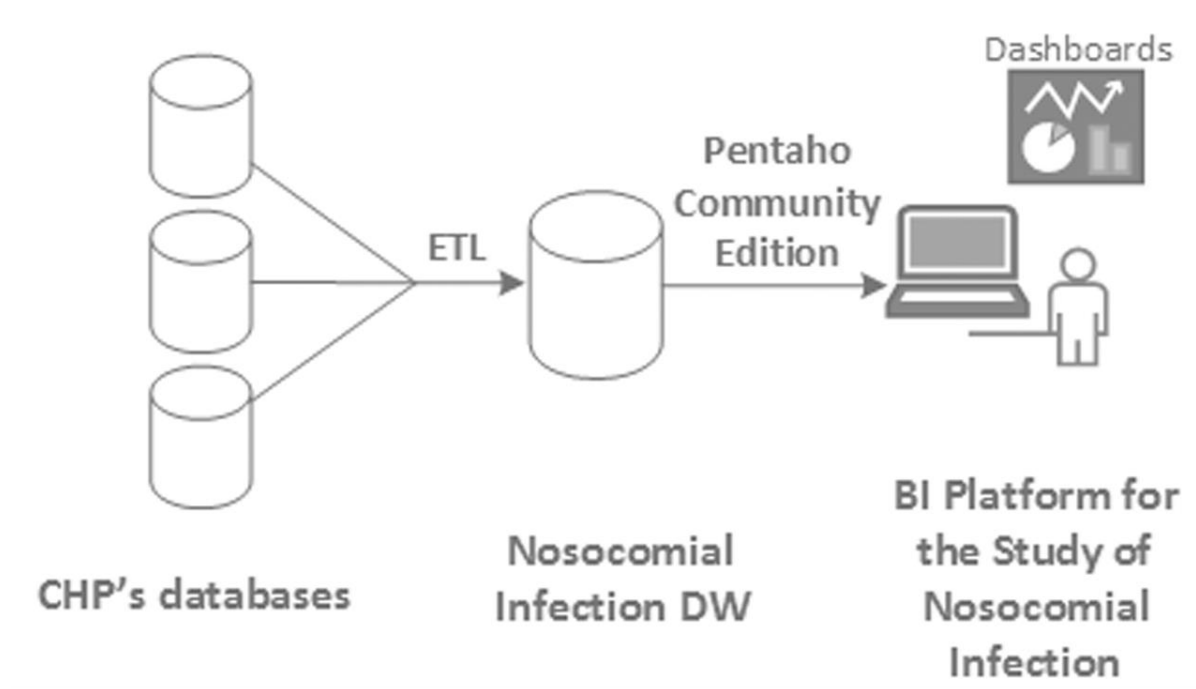 Dashboards
Pentaho
Community
Edition
ETL
CHP's databases
Nosocomial
Infection DW
BI Platform for
the Study of
Nosocomial
Infection